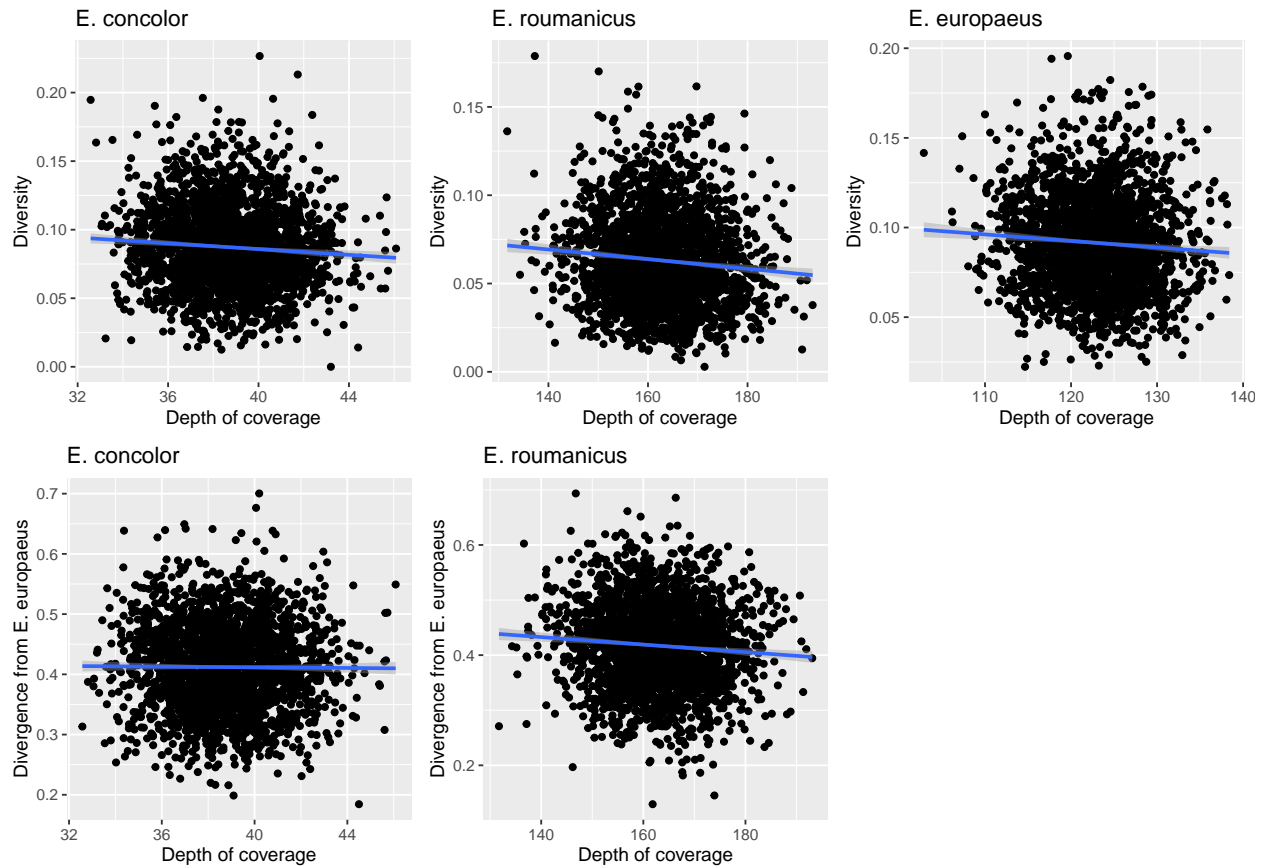 E. concolor
E. roumanicus
E. europaeus
Diversity
0.20
0.15
0.10
0.05
0.00
32
36
40
44
Depth of coverage
Diversity
0.15
0.10
0.05
0.00
140
160
180
Depth of coverage
Diversity
0.20
0.15
0.10
0.05
110
120
130
140
Depth of coverage
E. concolor
E. roumanicus
Divergence from E. europaeus
0.7
0.6
0.5
0.4
0.3
0.2
32
36
40
44
Depth of coverage
Divergence from E. europaeus
0.6
0.4
0.2
140
160
180
Depth of coverage